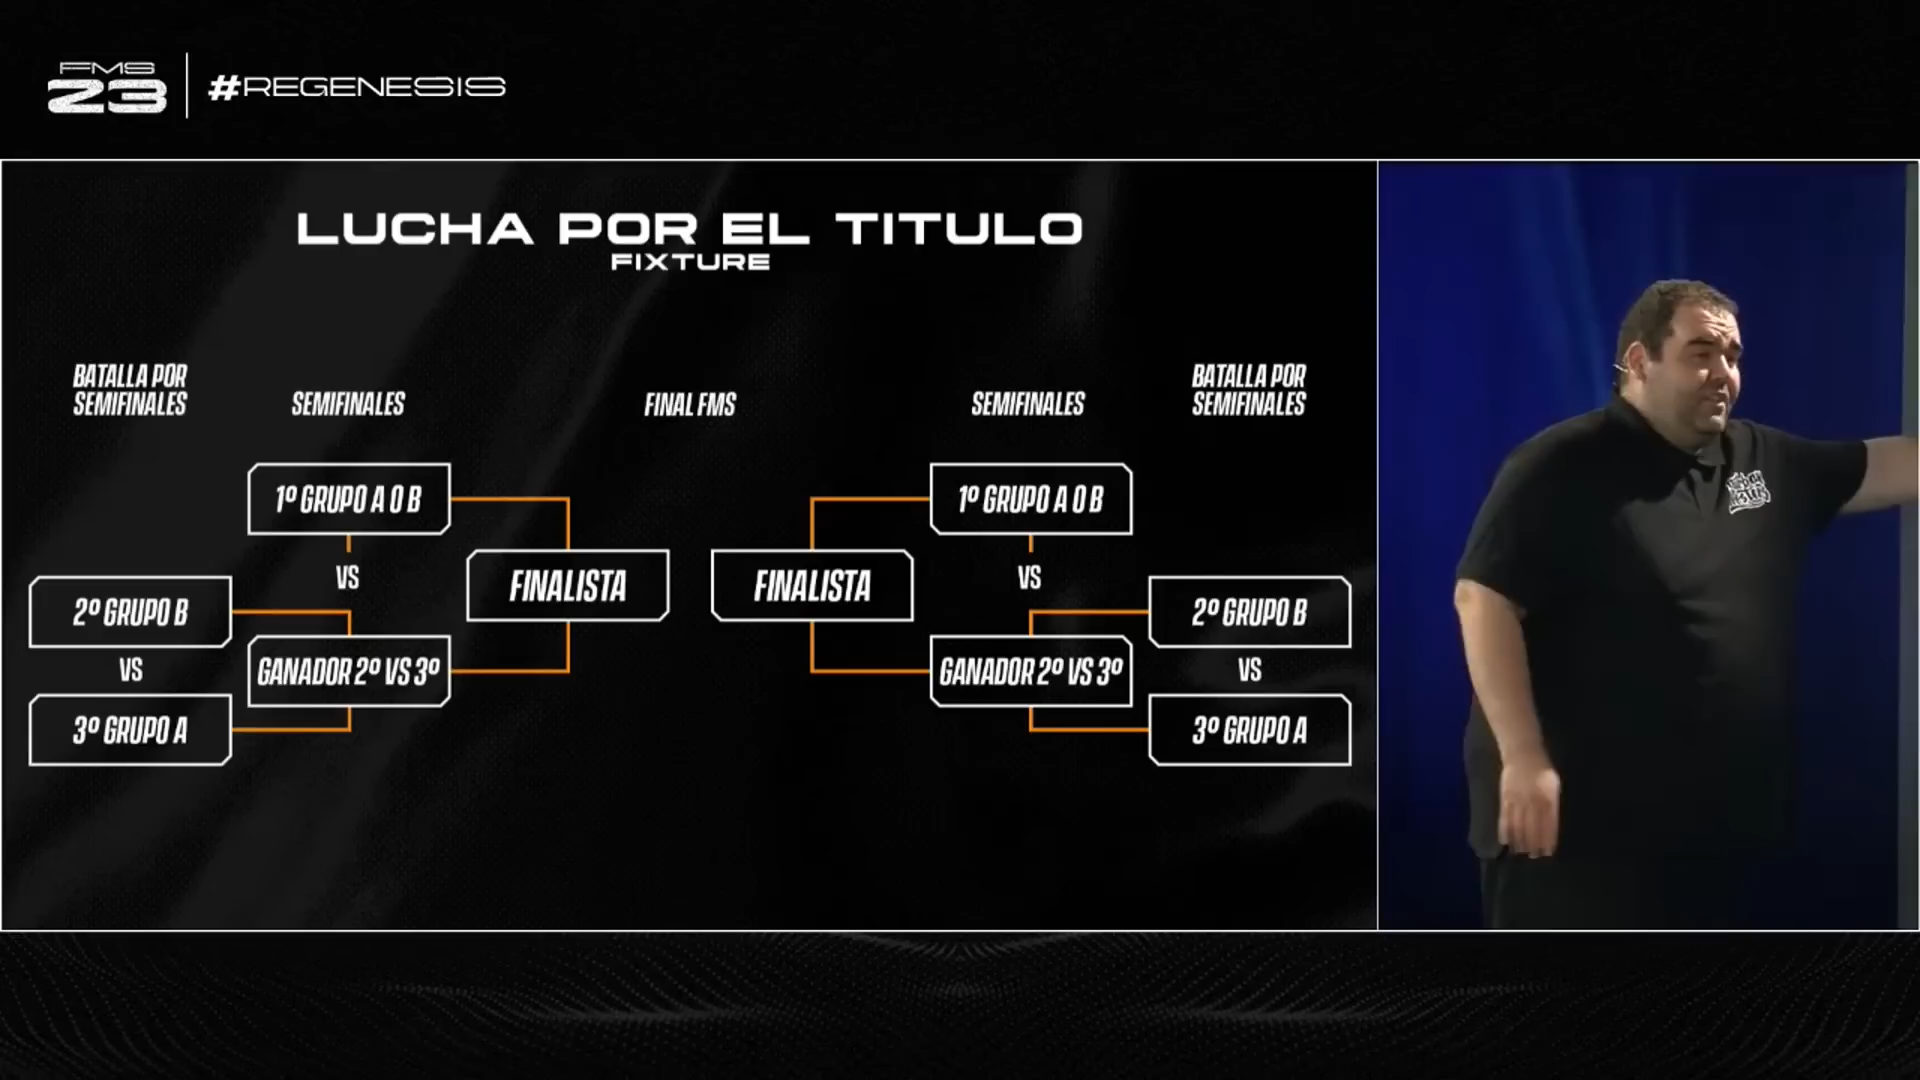 FMS
23
#REGENESIS
LUCHA POR EL TITULO
FIXTURE
BATALLA POR
SEMIFINALES
SEMIFINALES
FINAL FMS
SEMIFINALES
BATALLA POR
SEMIFINALES
1º GRUPO A O B
VS
2º GRUPO B
VS
3º GRUPO A
GANADOR 2º VS 3º
FINALISTA
FINALISTA
1º GRUPO A O B
VS
GANADOR 2º VS 3º
2º GRUPO B
VS
3º GRUPO A